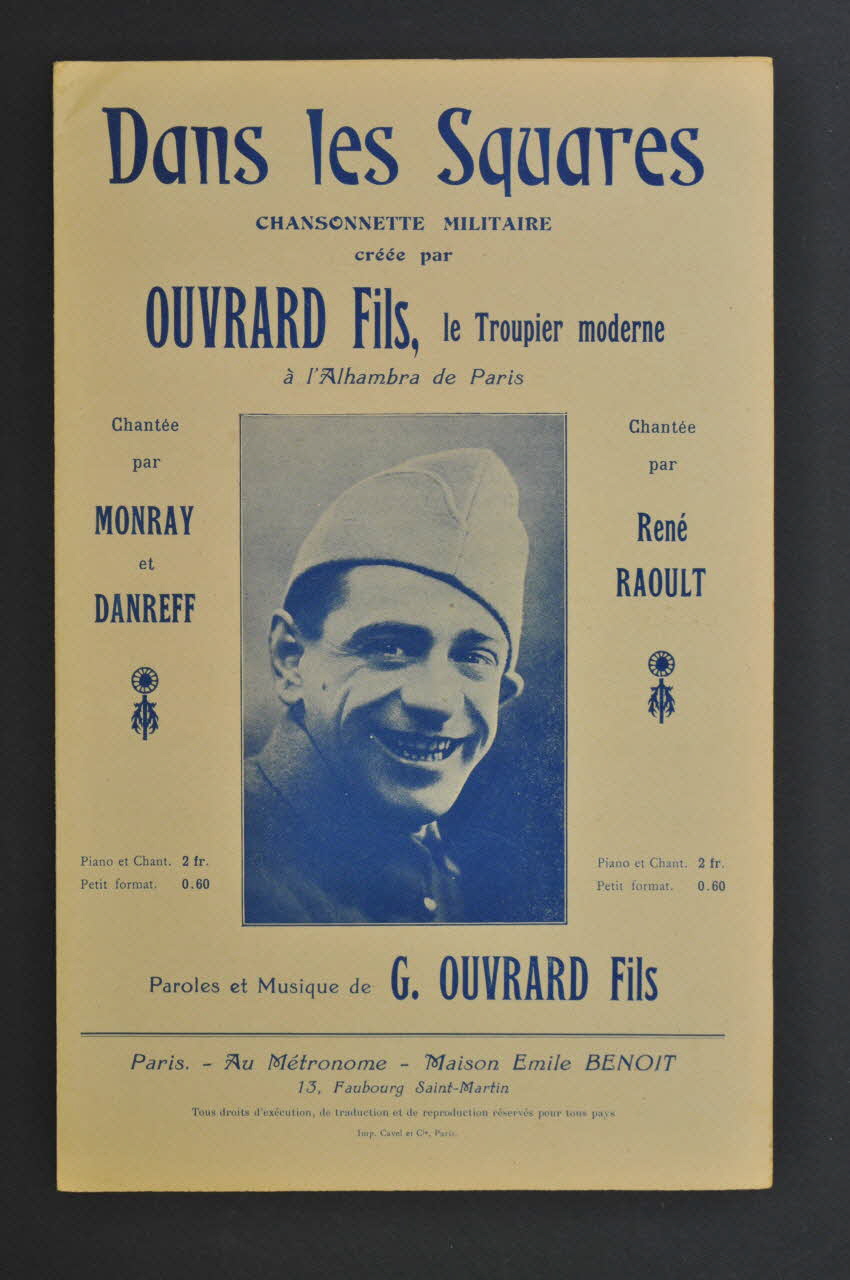 Dans les Squares
CHANSONNETTE MILITAIRE
créée par
OUVRARD Fils, le Troupier moderne
à l'Alhambra de Paris
Chantée
par
MONRAY
et
DANREFF
Chantée
par
René
RAOULT
Piano et Chant. 2 fr.
Petit format. 0.60
Piano et Chant. 2 fr.
Petit format. 0.60
Paroles et Musique de G. OUVRARD Fils
Paris. - Au Métronome - Maison Emile BENOIT
13, Faubourg Saint-Martin
Tous droits d'exécution, de traduction et de reproduction réservés pour tous pays
Imp. Cavel et Cie, Paris.